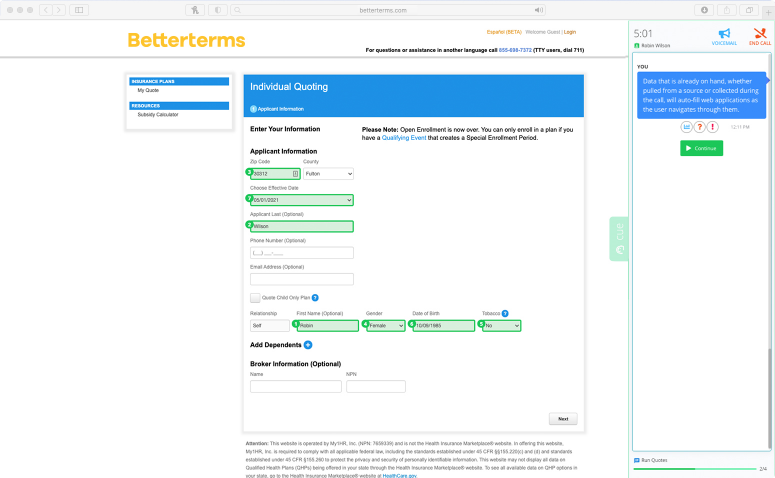 betterterms.com
Betterterms
Español (BETA) Welcome Guest | Login
For questions or assistance in another language call 855-698-7372 (TTY users, dial 711)
INSURANCE PLANS
My Quote
RESOURCES
Subsidy Calculator
Individual Quoting
1 Applicant Information
Enter Your Information
Please Note: Open Enrollment is now over. You can only enroll in a plan if you
have a Qualifying Event that creates a Special Enrollment Period.
Applicant Information
Zip Code County
3 30312 Fulton
Choose Effective Date
7 05/01/2021
Applicant Last (Optional)
2 Wilson
Phone Number (Optional)
(__) __-____
Email Address (Optional)
Quote Child Only Plan ?
Relationship First Name (Optional) Gender Date of Birth Tobacco ?
Self 1 Robin 4 Female 6 10/09/1985 5 No
Add Dependents +
Broker Information (Optional)
Name NPN
Next
Attention: This website is operated by My1HR, Inc. (NPN: 7659339) and is not the Health Insurance Marketplace® website. In offering this website,
My1HR, Inc. is required to comply with all applicable federal law, including the standards established under 45 CFR §§155.220(c) and (d) and standards
established under 45 CFR §155.260 to protect the privacy and security of personally identifiable information. This website may not display all data on
Qualified Health Plans (QHPs) being offered in your state through the Health Insurance Marketplace® website. To see all available data on QHP options in
your state, go to the Health Insurance Marketplace® website at HealthCare.gov.
5:01
Robin Wilson
VOICEMAIL
END CALL
YOU
Data that is already on hand, whether
pulled from a source or collected during
the call, will auto-fill web applications as
the user navigates through them.
? ! 12:11 PM
Continue
cue
Run Quotes
2/4